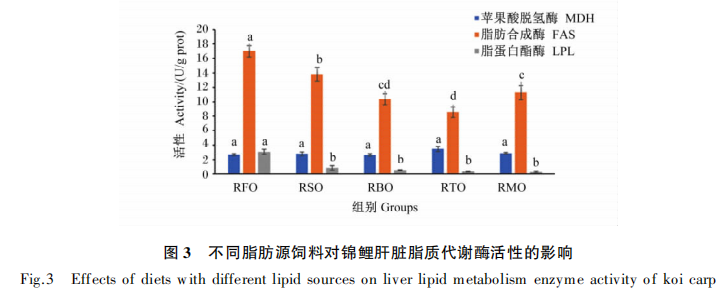 苹果酸脱氢酶 MDH
脂肪合成酶 FAS
脂蛋白酯酶 LPL
活性 Activity/(U/g prot)
20
18
16
14
12
10
8
6
4
2
0
a
b
cd
d
c
a a
a b
a b
a b
a b
RFO RSO RBO RTO RMO
组别 Groups
图 3 不同脂肪源饲料对锦鲤肝脏脂质代谢酶活性的影响
Fig.3 Effects of diets with different lipid sources on liver lipid metabolism enzyme activity of koi carp